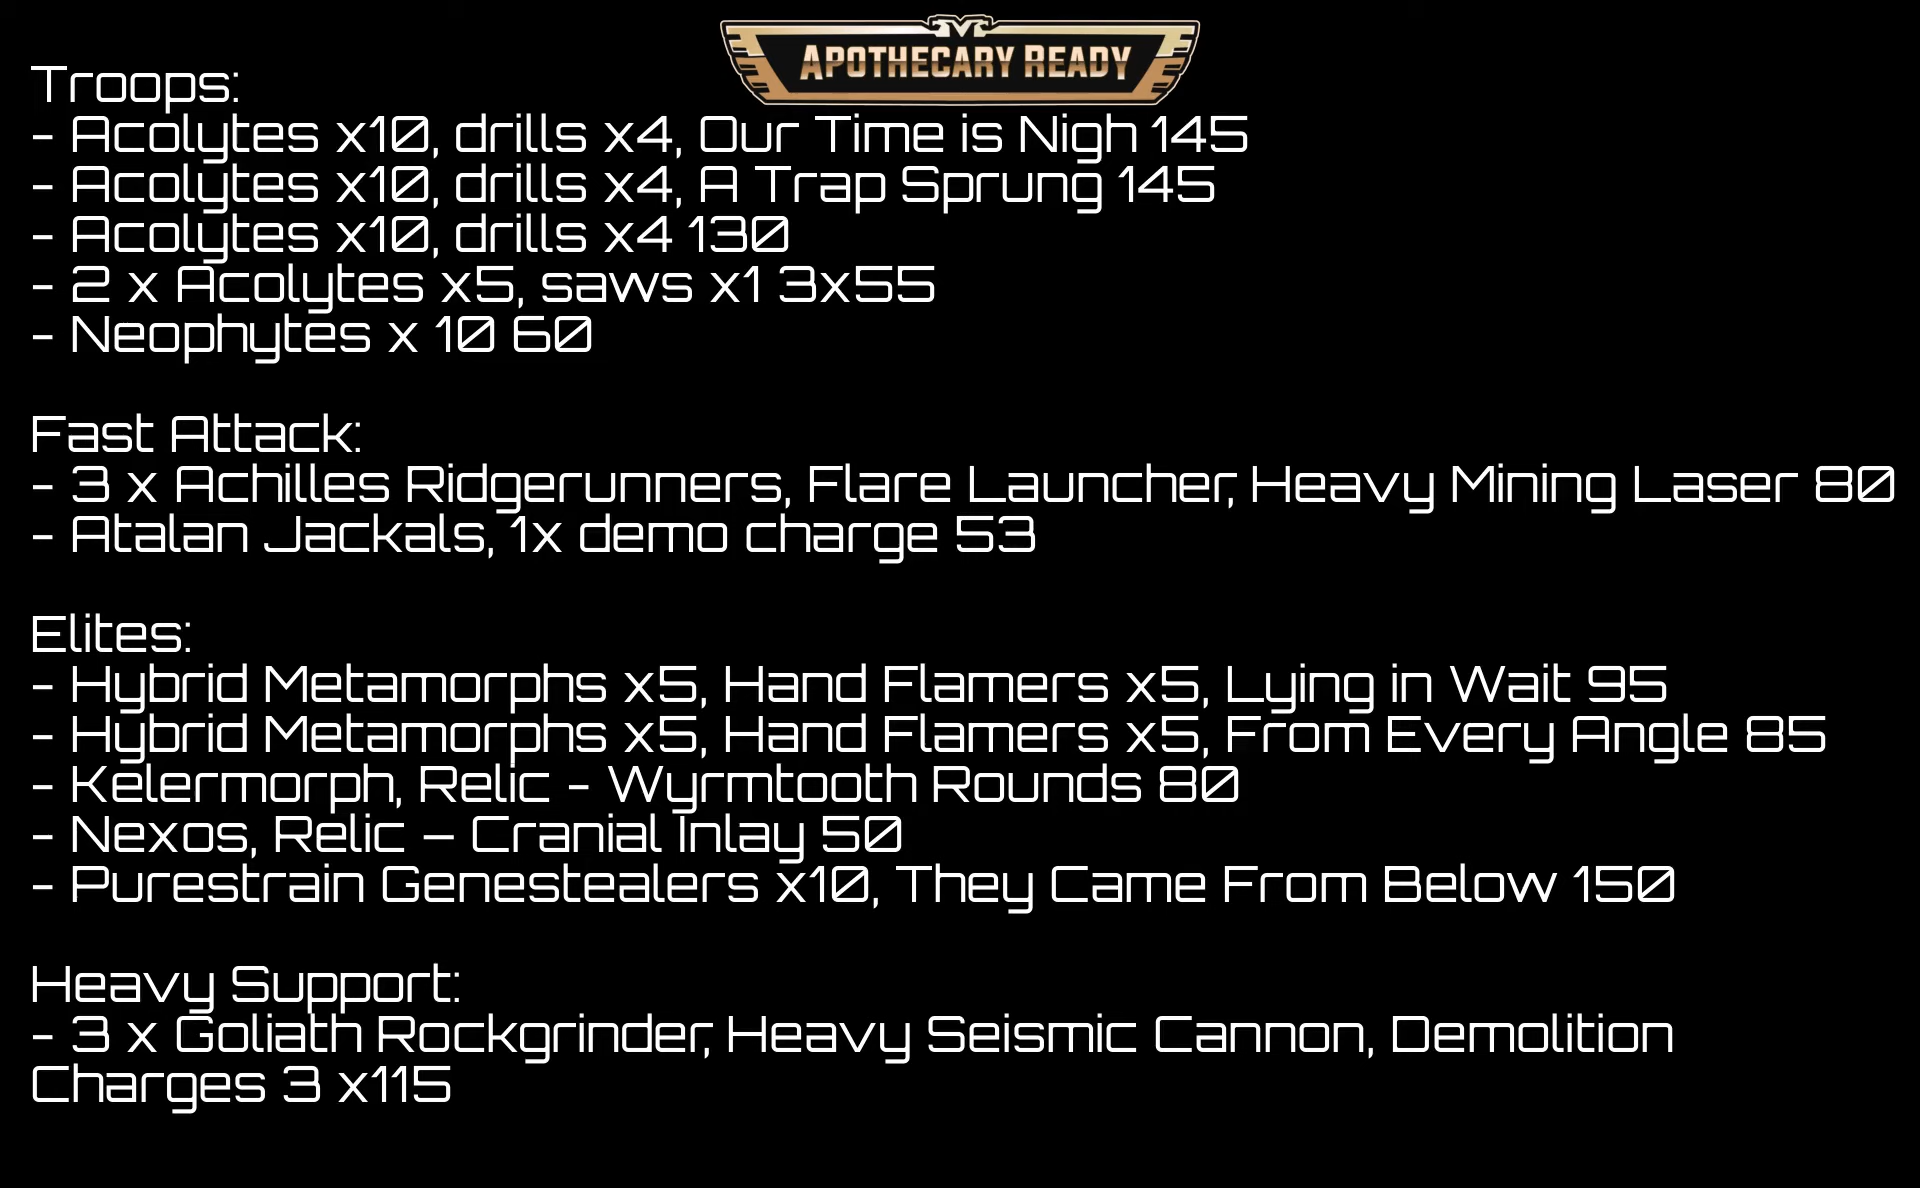 APOTHECARY READY
Troops:
- Acolytes x10, drills x4, Our Time is Nigh 145
- Acolytes x10, drills x4, A Trap Sprung 145
- Acolytes x10, drills x4 130
- 2 x Acolytes x5, saws x1 3x55
- Neophytes x 10 60
Fast Attack:
- 3 x Achilles Ridgerunners, Flare Launcher, Heavy Mining Laser 80
- Atalan Jackals, 1x demo charge 53
Elites:
- Hybrid Metamorphs x5, Hand Flamers x5, Lying in Wait 95
- Hybrid Metamorphs x5, Hand Flamers x5, From Every Angle 85
- Kelermorph, Relic - Wyrmtooth Rounds 80
- Nexos, Relic – Cranial Inlay 50
- Purestrain Genestealers x10, They Came From Below 150
Heavy Support:
- 3 x Goliath Rockgrinder, Heavy Seismic Cannon, Demolition
Charges 3 x115